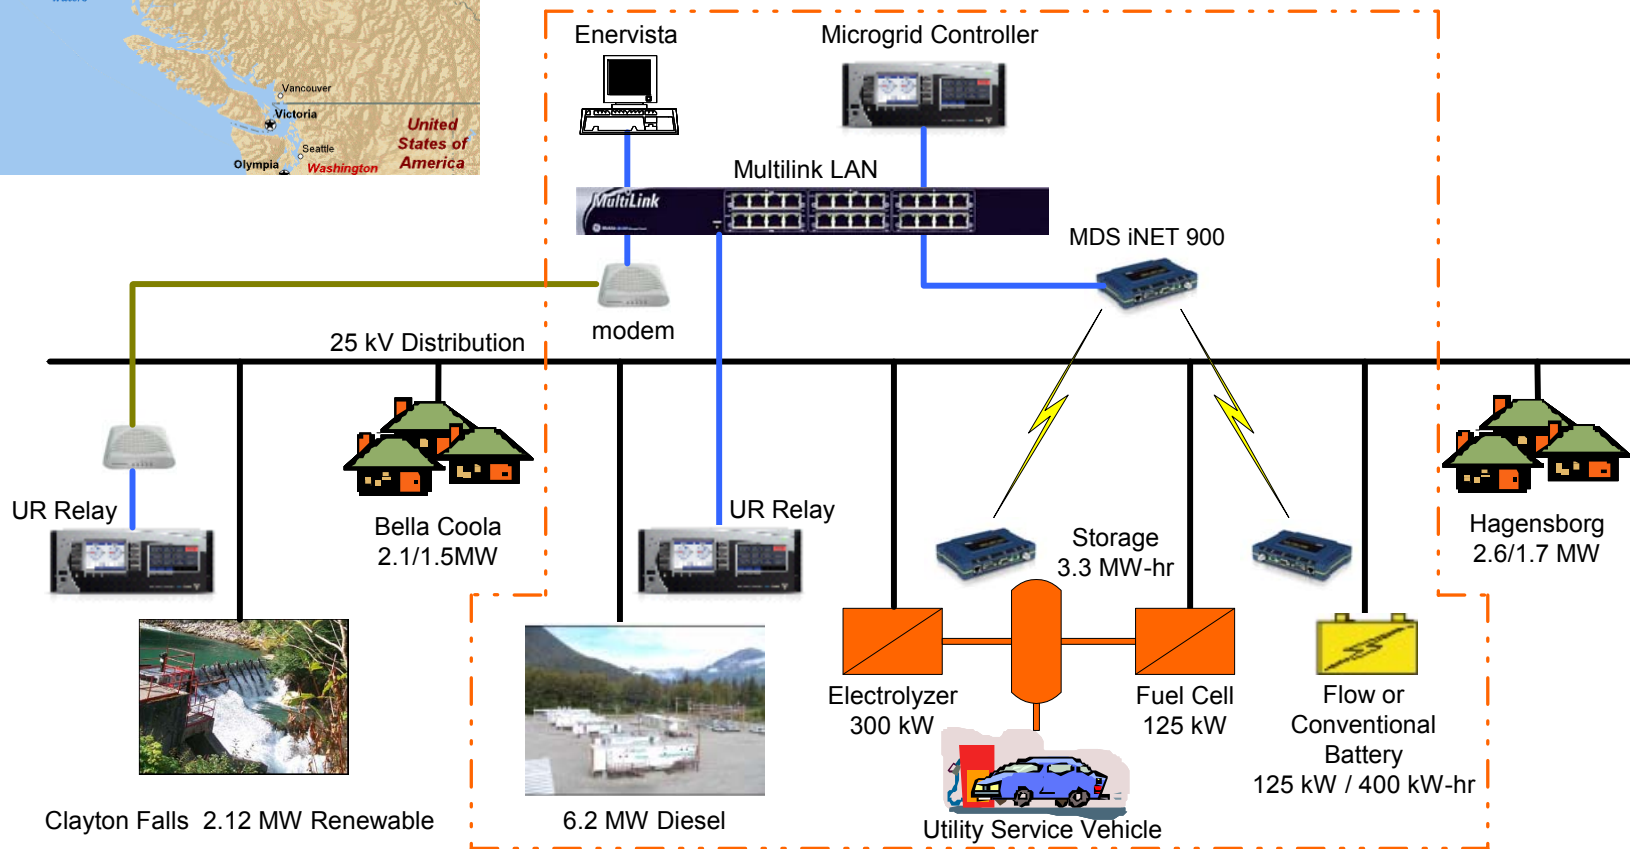 Vancouver
Victoria
United
States of
America
Seattle
Olympia
Washington
Enervista
Microgrid Controller
Multilink LAN
MultiLink
MDS iNET 900
modem
25 kV Distribution
UR Relay
Bella Coola
2.1/1.5MW
UR Relay
Storage
3.3 MW-hr
Hagensborg
2.6/1.7 MW
Electrolyzer
300 kW
Fuel Cell
125 kW
Flow or
Conventional
Battery
125 kW / 400 kW-hr
Clayton Falls 2.12 MW Renewable
6.2 MW Diesel
Utility Service Vehicle